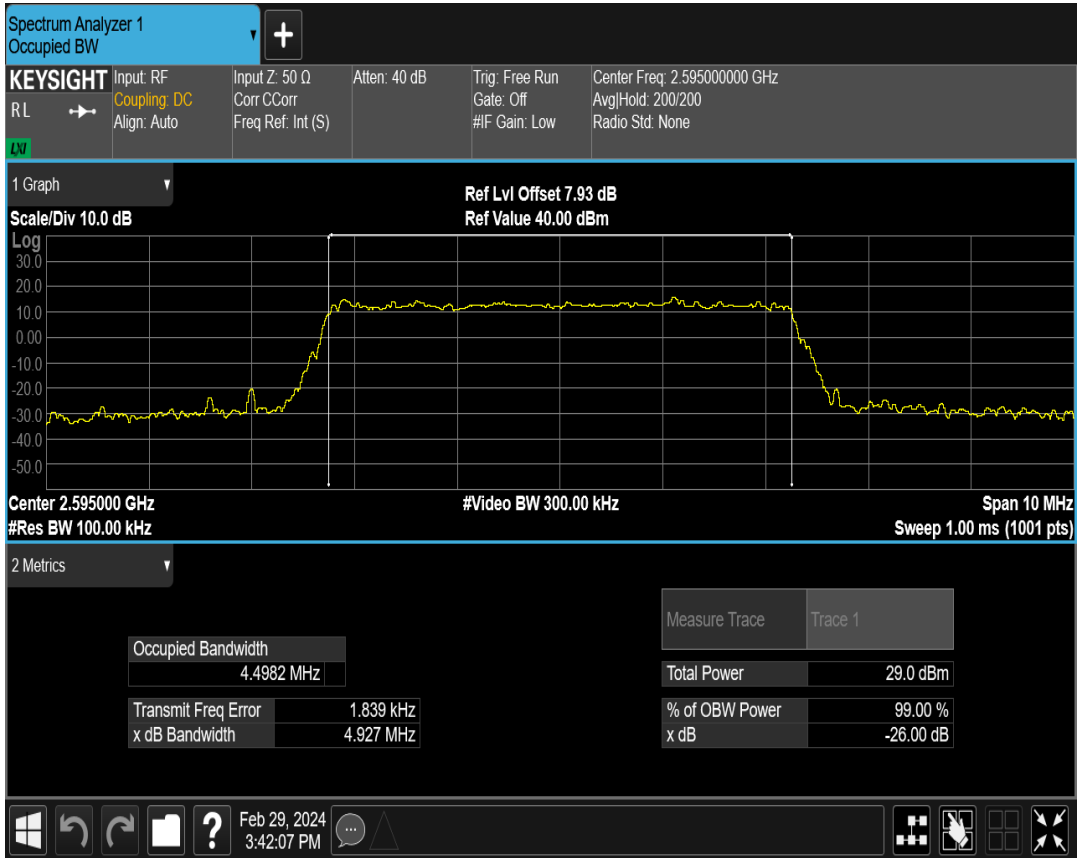 Spectrum Analyzer 1
Occupied BW
+
KEYSIGHT
R L
LXI
Input: RF
Coupling: DC
Align: Auto
Input Z: 50 Ω
Corr CCorr
Freq Ref: Int (S)
Atten: 40 dB
Trig: Free Run
Gate: Off
#IF Gain: Low
Center Freq: 2.595000000 GHz
Avg|Hold: 200/200
Radio Std: None
1 Graph
Scale/Div 10.0 dB
Ref Lvl Offset 7.93 dB
Ref Value 40.00 dBm
Log
30.0
20.0
10.0
0.00
-10.0
-20.0
-30.0
-40.0
-50.0
Center 2.595000 GHz
#Video BW 300.00 kHz
Span 10 MHz
#Res BW 100.00 kHz
Sweep 1.00 ms (1001 pts)
2 Metrics
Measure Trace Trace 1
Occupied Bandwidth
4.4982 MHz
Total Power 29.0 dBm
Transmit Freq Error 1.839 kHz
% of OBW Power 99.00 %
x dB Bandwidth 4.927 MHz
x dB -26.00 dB
?
Feb 29, 2024
3:42:07 PM